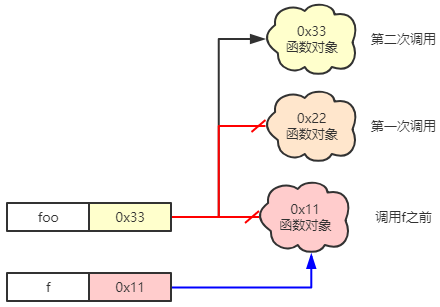 0x33
函数对象
第二次调用
0x22
函数对象
第一次调用
0x11
函数对象
调用f之前
foo 0x33
f 0x11